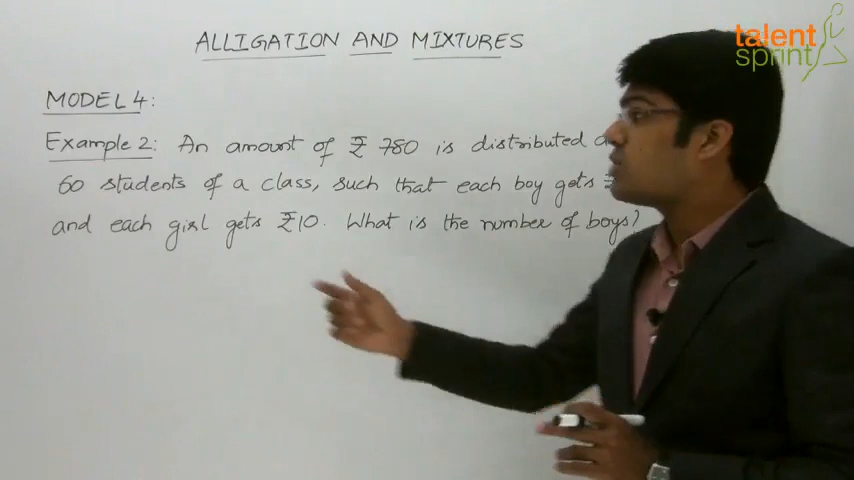 ALLIGATION AND MIXTURES
talent
sprint
MODEL 4:
Example 2: An amount of ₹ 780 is distributed
60 students of a class, such that each boy gets
and each girl gets ₹10. What is the number of boys?